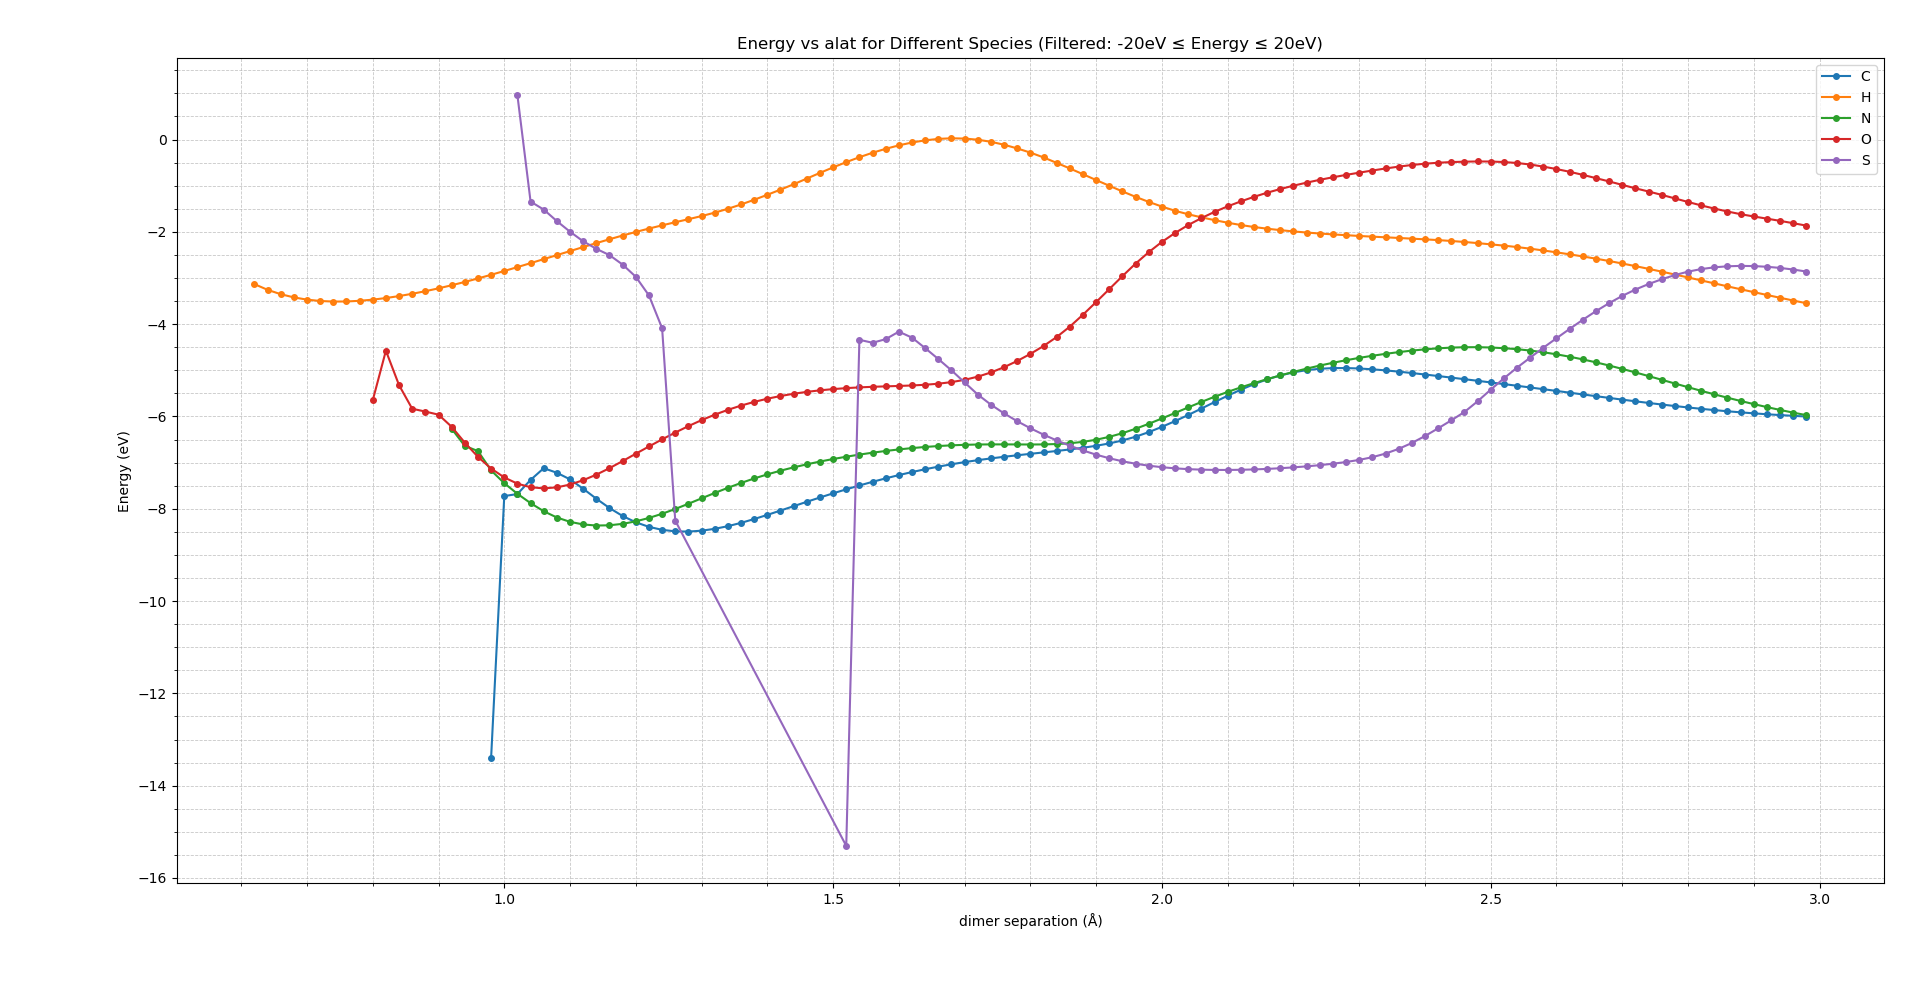 Energy vs alat for Different Species (Filtered: -20eV ≤ Energy ≤ 20eV)
C
H
N
O
S
Energy (eV)
0
−2
−4
−6
−8
−10
−12
−14
−16
1.0
1.5
2.0
2.5
3.0
dimer separation (Å)